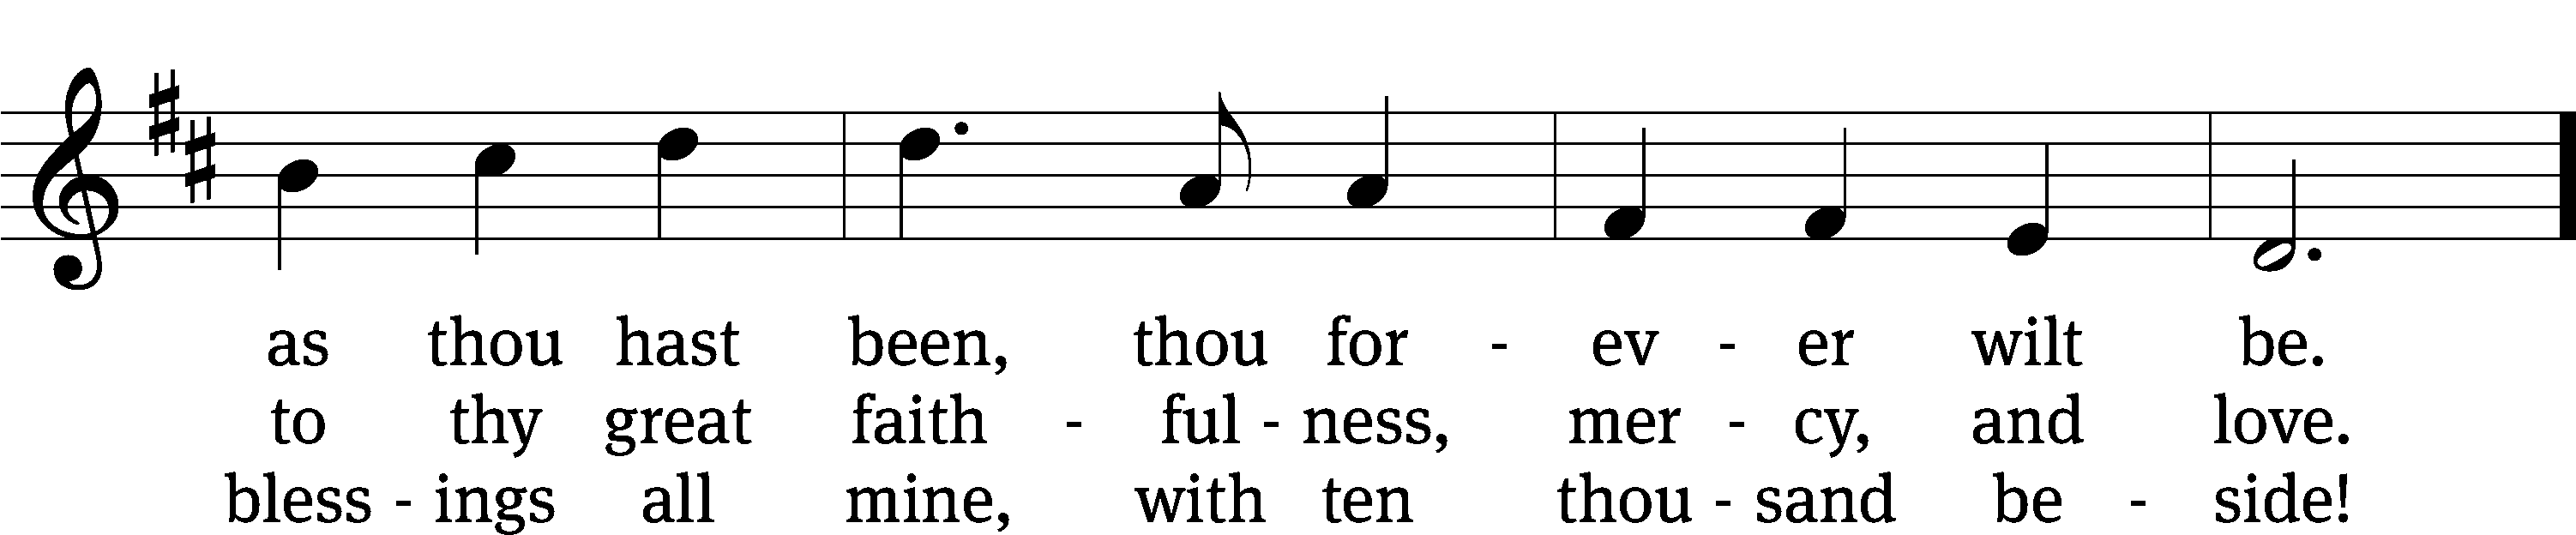 as thou hast been, thou for - ev - er wilt be.
to thy great faith - ful - ness, mer - cy, and love.
bless - ings all mine, with ten thou - sand be - side!